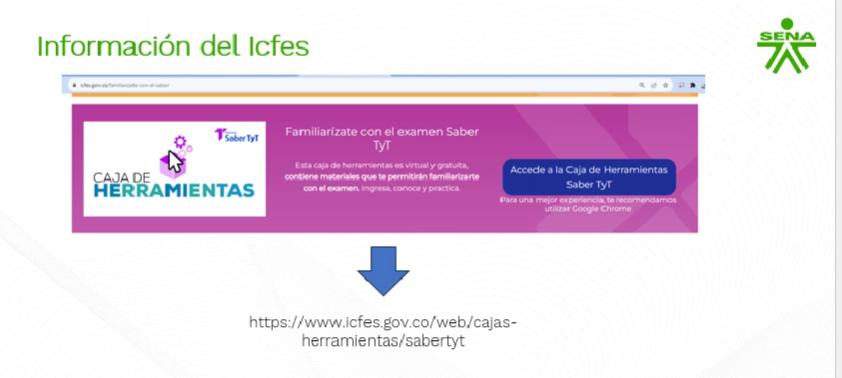 Información del Icfes
SENA
icfes.gov.co/familiarizate-con-el-saber
Saber TyT
CAJA DE
HERRAMIENTAS
Familiarízate con el examen Saber
TyT
Esta caja de herramientas es virtual y gratuita,
contiene materiales que te permitirán familiarizarte
con el examen. Ingresa, conoce y practica.
Accede a la Caja de Herramientas
Saber TyT
Para una mejor experiencia, te recomendamos
utilizar Google Chrome
https://www.icfes.gov.co/web/cajas-
herramientas/sabertyt